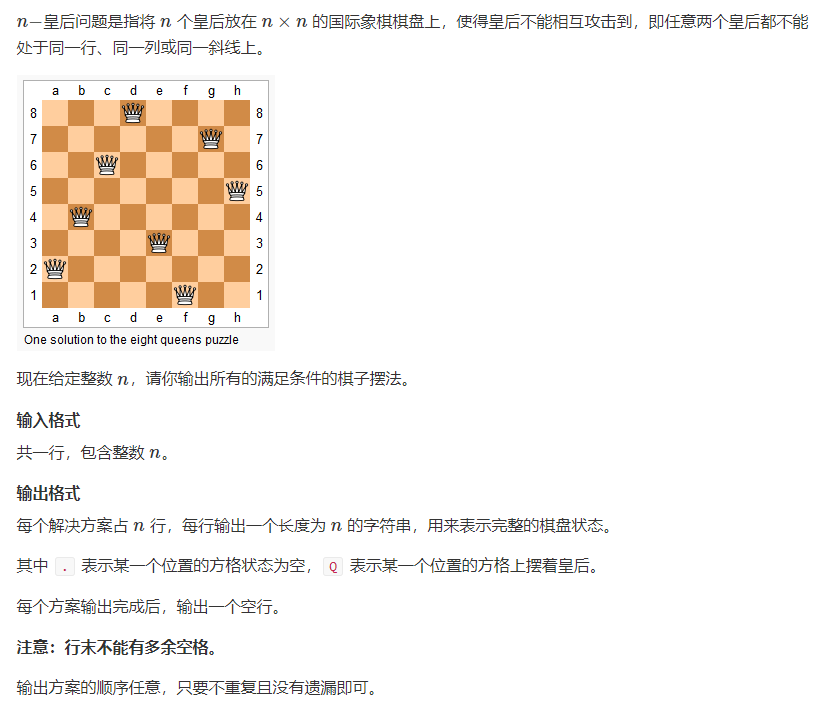 n−皇后问题是指将 n 个皇后放在 n × n 的国际象棋棋盘上，使得皇后不能相互攻击到，即任意两个皇后都不能
处于同一行、同一列或同一斜线上。
a b c d e f g h
8 8
7 7
6 6
5 5
4 4
3 3
2 2
1 1
a b c d e f g h
One solution to the eight queens puzzle
现在给定整数 n，请你输出所有的满足条件的棋子摆法。
输入格式
共一行，包含整数 n。
输出格式
每个解决方案占 n 行，每行输出一个长度为 n 的字符串，用来表示完整的棋盘状态。
其中 . 表示某一个位置的方格状态为空，Q 表示某一个位置的方格上摆着皇后。
每个方案输出完成后，输出一个空行。
注意：行末不能有多余空格。
输出方案的顺序任意，只要不重复且没有遗漏即可。